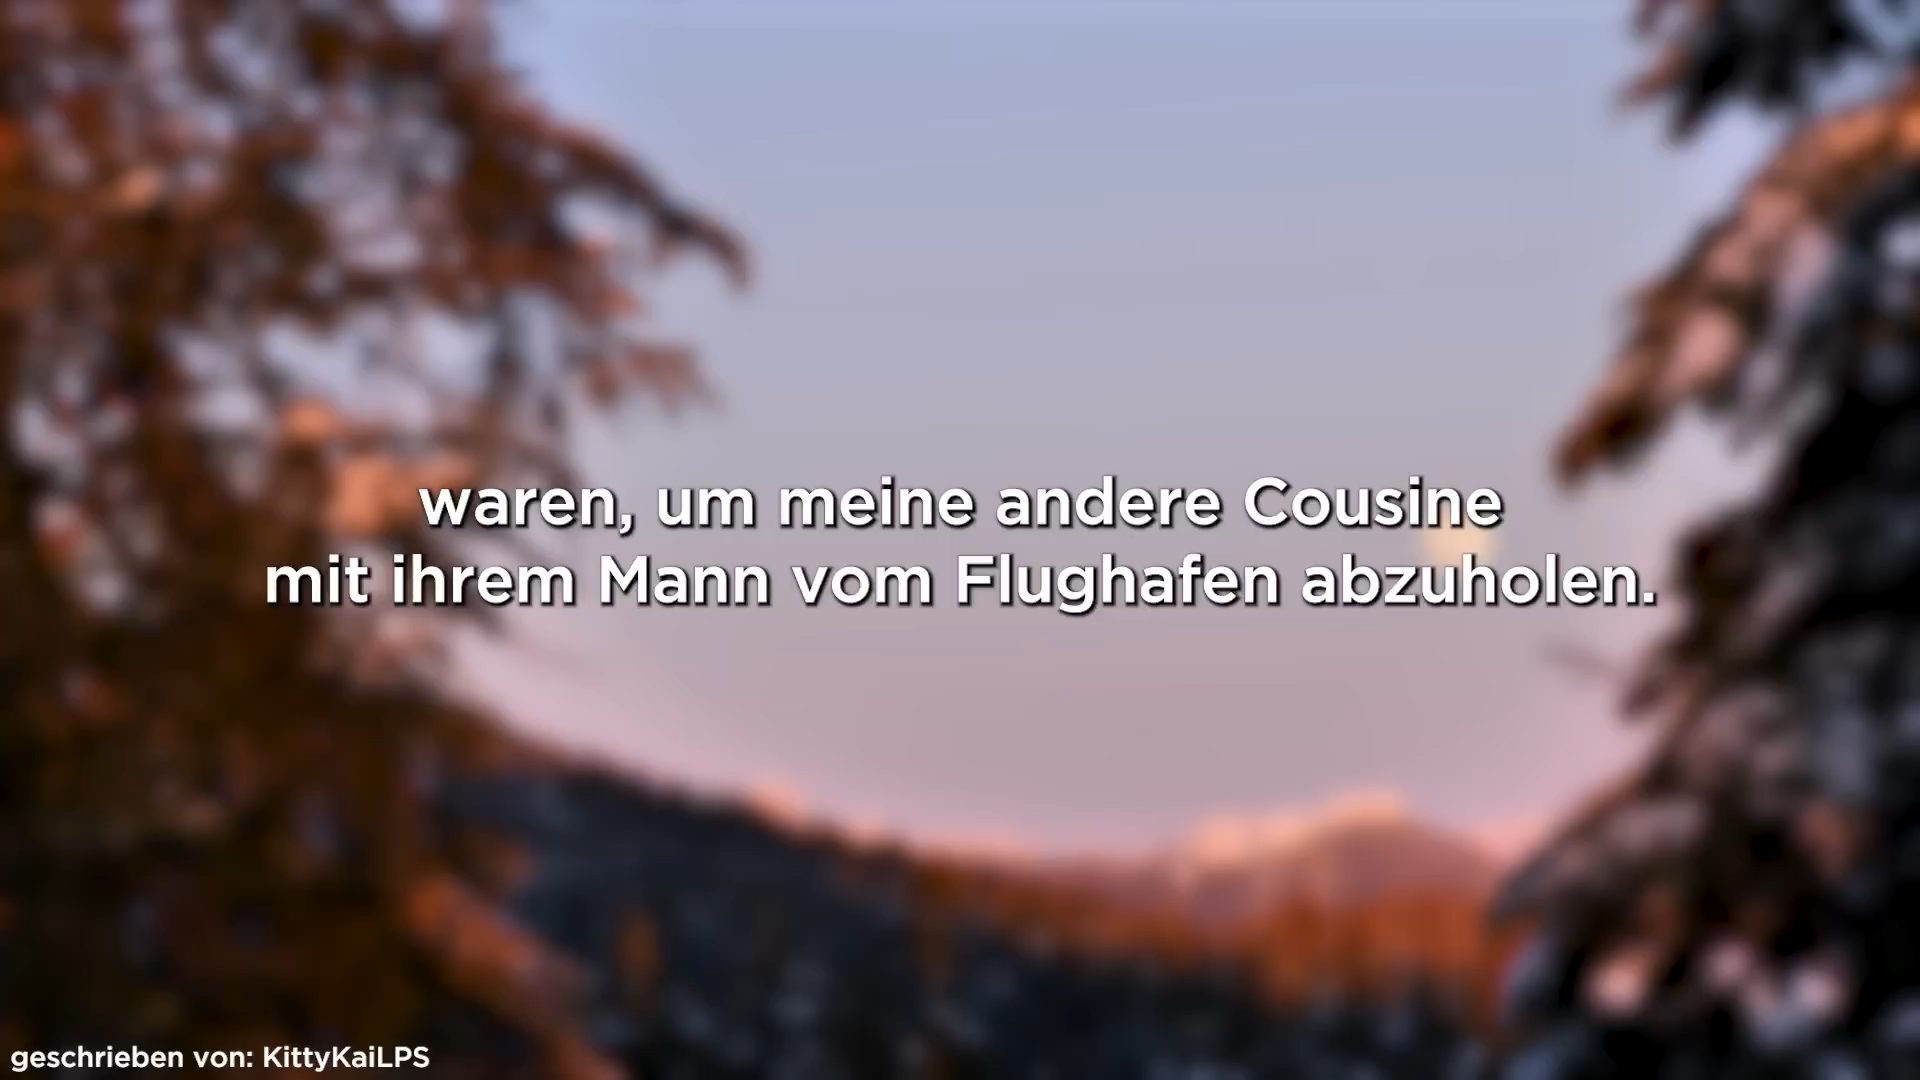 waren, um meine andere Cousine
mit ihrem Mann vom Flughafen abzuholen.
geschrieben von: KittyKaiLPS